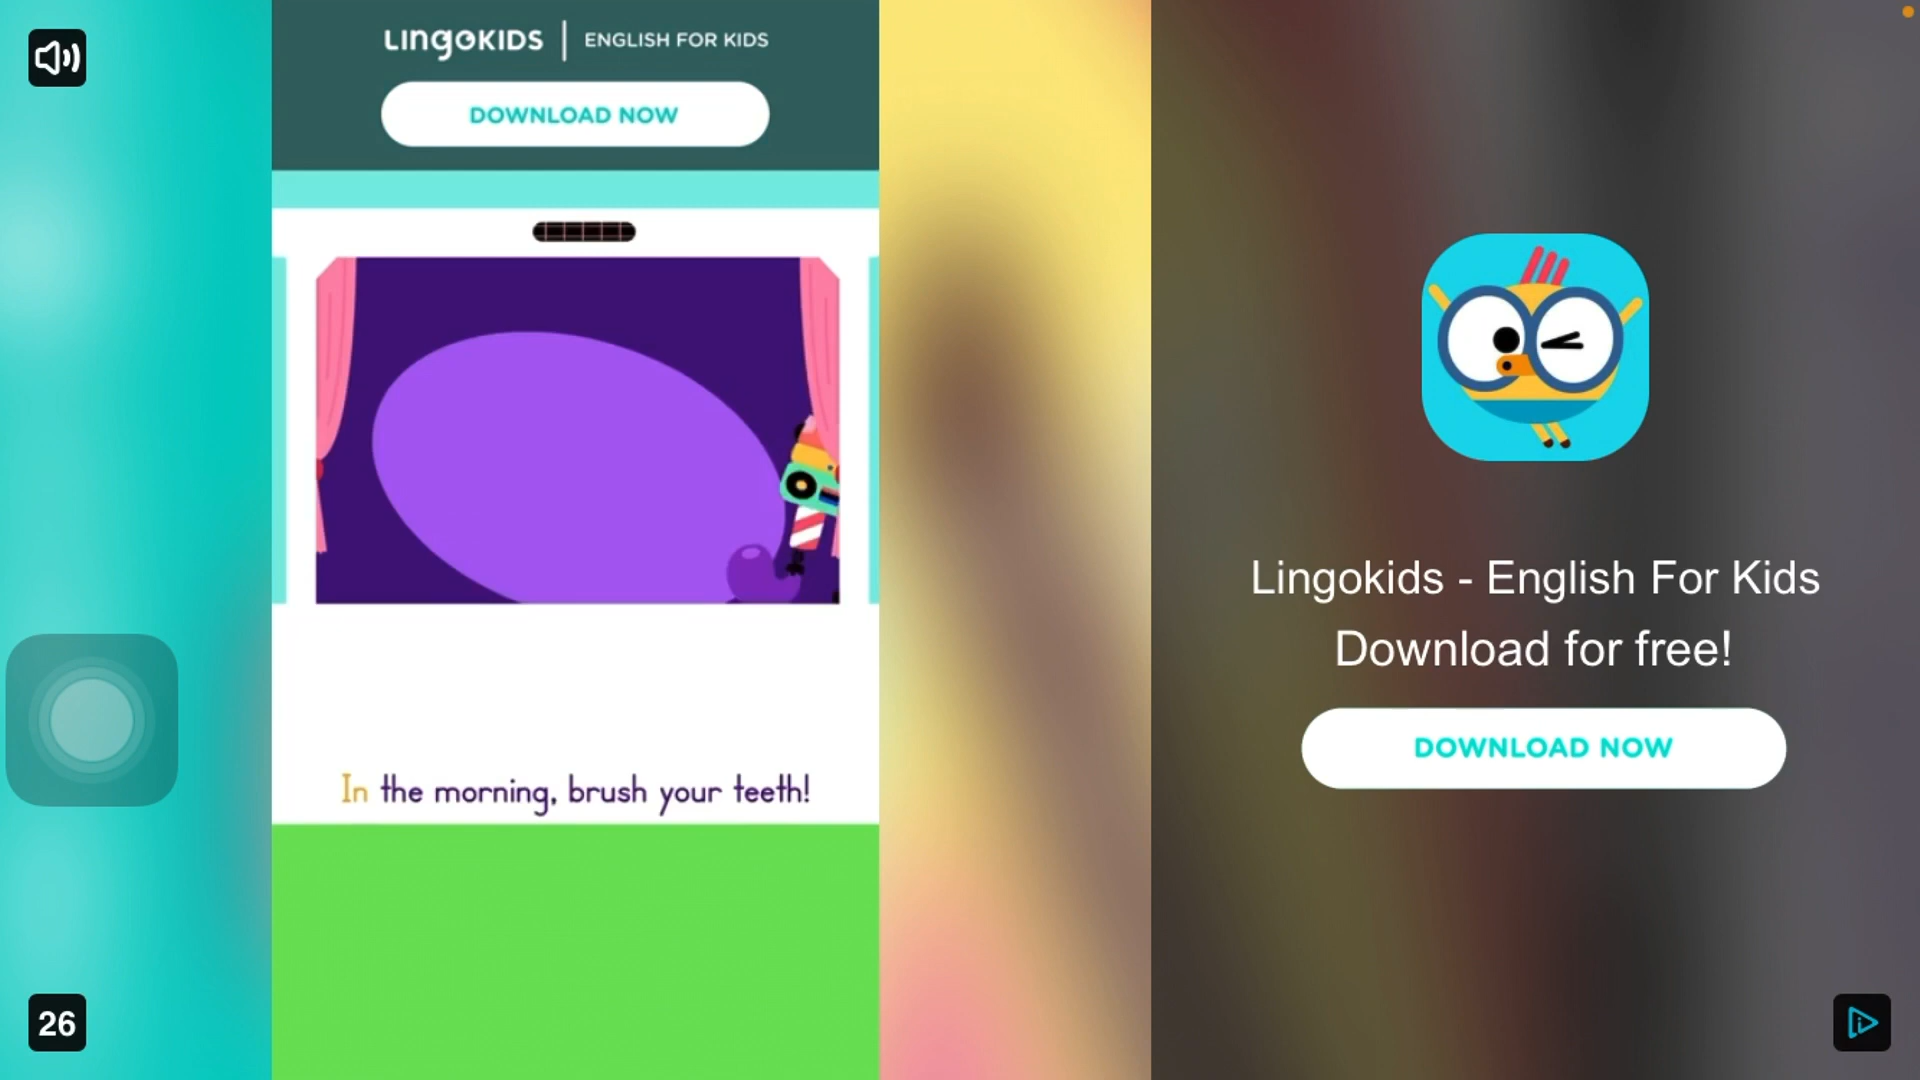 LINGOKIDS | ENGLISH FOR KIDS
DOWNLOAD NOW
In the morning, brush your teeth!
26
Lingokids - English For Kids
Download for free!
DOWNLOAD NOW